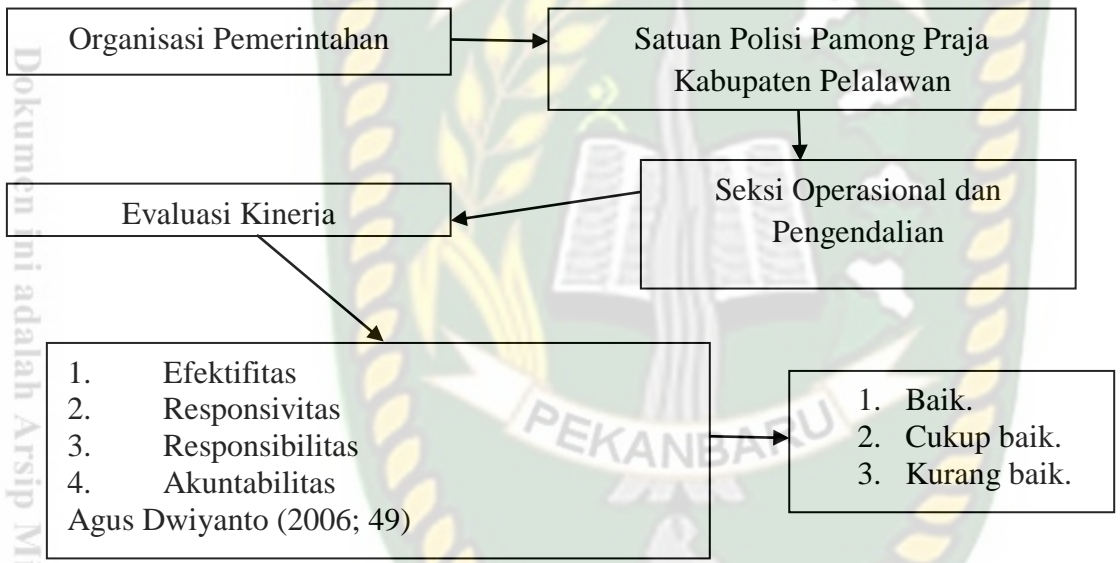 Organisasi Pemerintahan
Satuan Polisi Pamong Praja
Kabupaten Pelalawan
Seksi Operasional dan
Pengendalian
Evaluasi Kinerja
1. Efektifitas
2. Responsivitas
3. Responsibilitas
4. Akuntabilitas
Agus Dwiyanto (2006; 49)
1. Baik.
2. Cukup baik.
3. Kurang baik.
PEKANBARU
Dokumen ini adalah Arsip